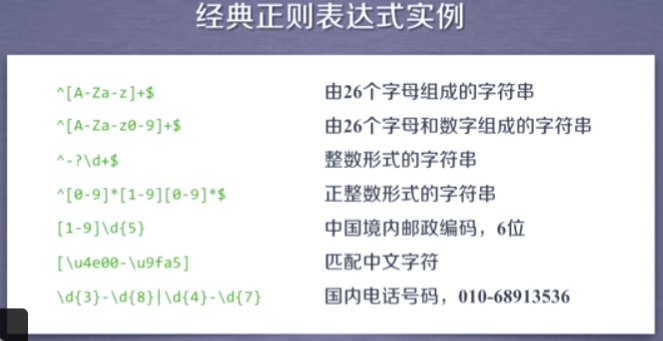 经典正则表达式实例
^[A-Za-z]+$ 由26个字母组成的字符串
^[A-Za-z0-9]+$ 由26个字母和数字组成的字符串
^-?\d+$ 整数形式的字符串
^[0-9]*[1-9][0-9]*$ 正整数形式的字符串
[1-9]\d{5} 中国境内邮政编码，6位
[\u4e00-\u9fa5] 匹配中文字符
\d{3}-\d{8}|\d{4}-\d{7} 国内电话号码，010-68913536